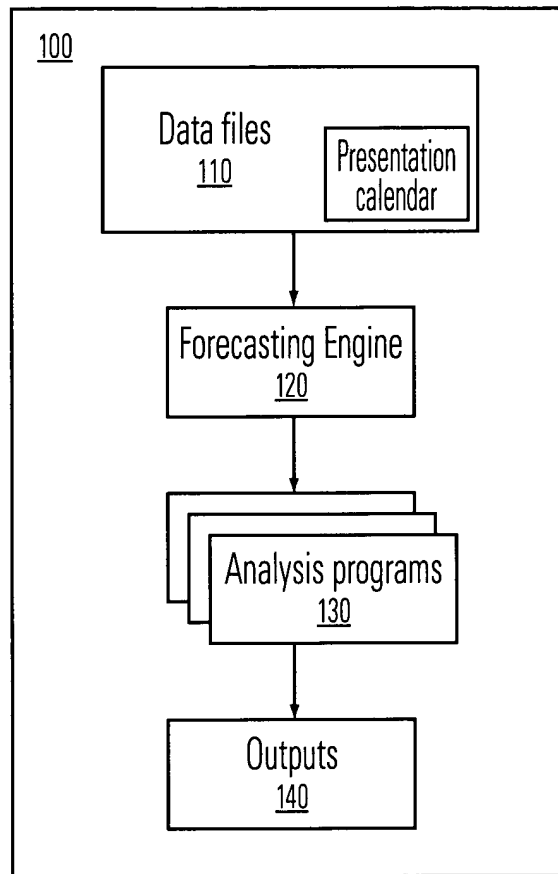 100
Data files
110
Presentation
calendar
Forecasting Engine
120
Analysis programs
130
Outputs
140